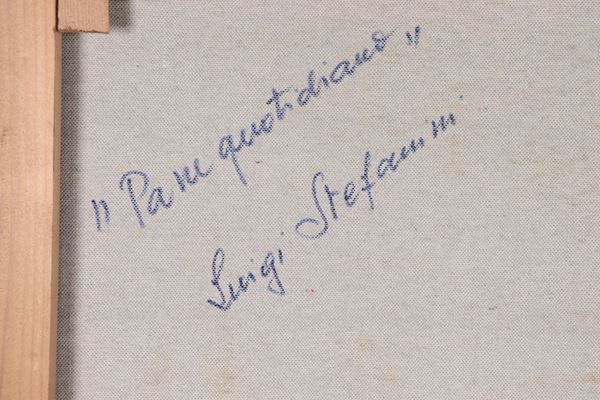 "Pane quotidiano"
Luigi Stefanini